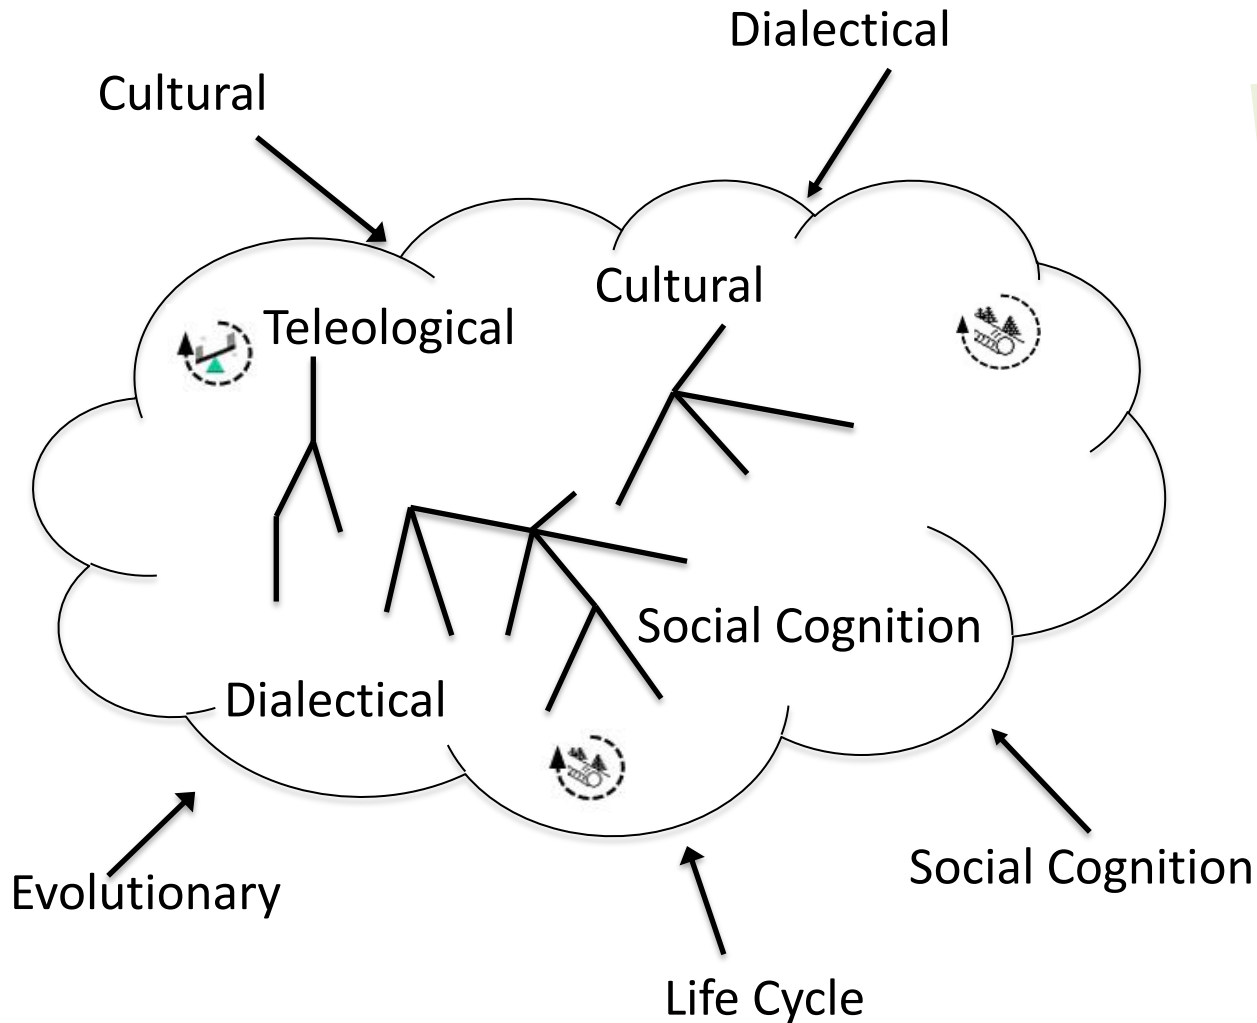 Dialectical
Cultural
Cultural
Teleological
Social Cognition
Dialectical
Social Cognition
Evolutionary
Life Cycle